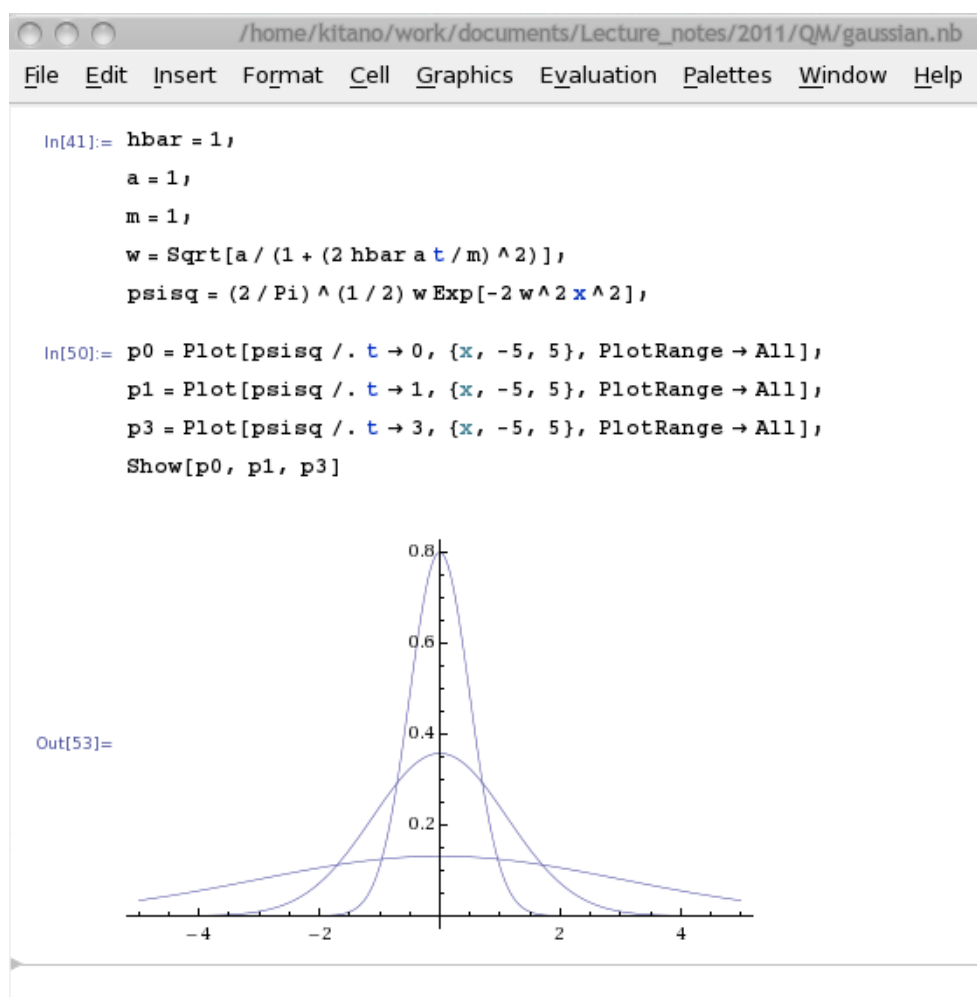 /home/kitano/work/documents/Lecture_notes/2011/QM/gaussian.nb
File Edit Insert Format Cell Graphics Evaluation Palettes Window Help
In[41]:= hbar = 1;
a = 1;
m = 1;
w = Sqrt[a / (1 + (2 hbar a t / m) ^ 2)];
psisq = (2 / Pi) ^ (1 / 2) w Exp[-2 w ^ 2 x ^ 2];
In[50]:= p0 = Plot[psisq /. t → 0, {x, -5, 5}, PlotRange → All];
p1 = Plot[psisq /. t → 1, {x, -5, 5}, PlotRange → All];
p3 = Plot[psisq /. t → 3, {x, -5, 5}, PlotRange → All];
Show[p0, p1, p3]
0.8
0.6
0.4
Out[53]=
0.2
-4 -2 2 4